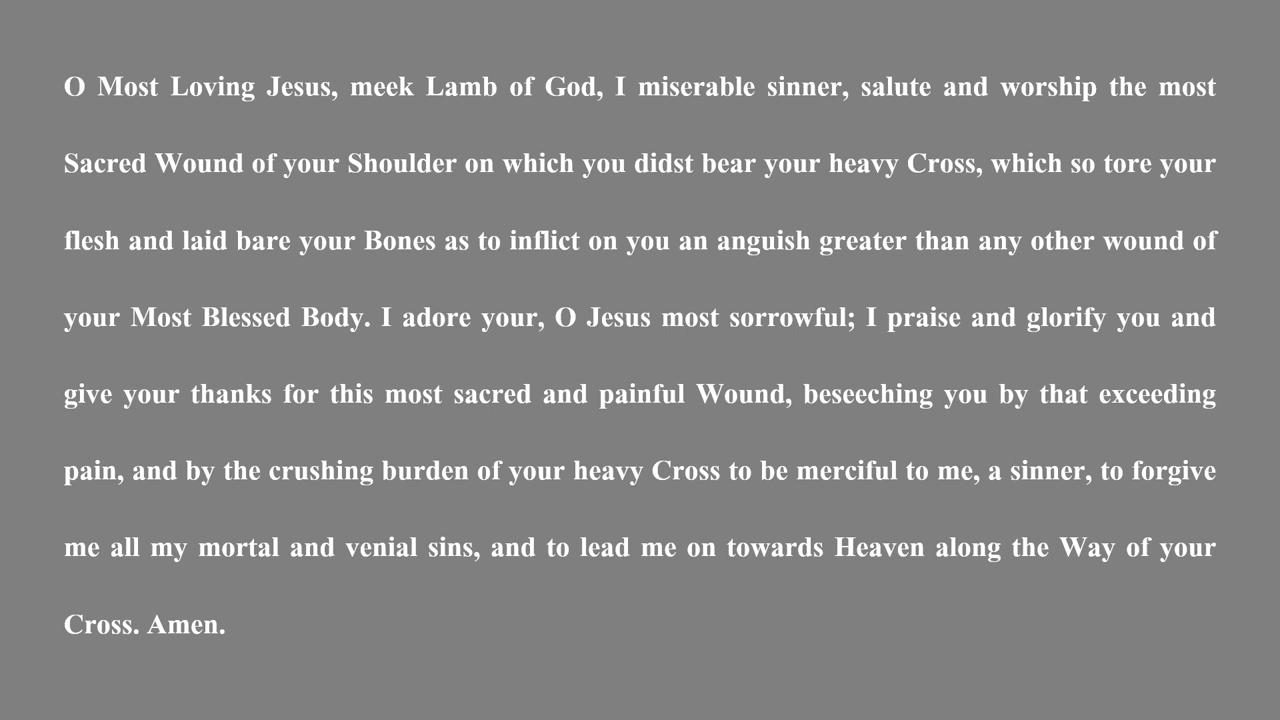 O Most Loving Jesus, meek Lamb of God, I miserable sinner, salute and worship the most
Sacred Wound of your Shoulder on which you didst bear your heavy Cross, which so tore your
flesh and laid bare your Bones as to inflict on you an anguish greater than any other wound of
your Most Blessed Body. I adore your, O Jesus most sorrowful; I praise and glorify you and
give your thanks for this most sacred and painful Wound, beseeching you by that exceeding
pain, and by the crushing burden of your heavy Cross to be merciful to me, a sinner, to forgive
me all my mortal and venial sins, and to lead me on towards Heaven along the Way of your
Cross. Amen.